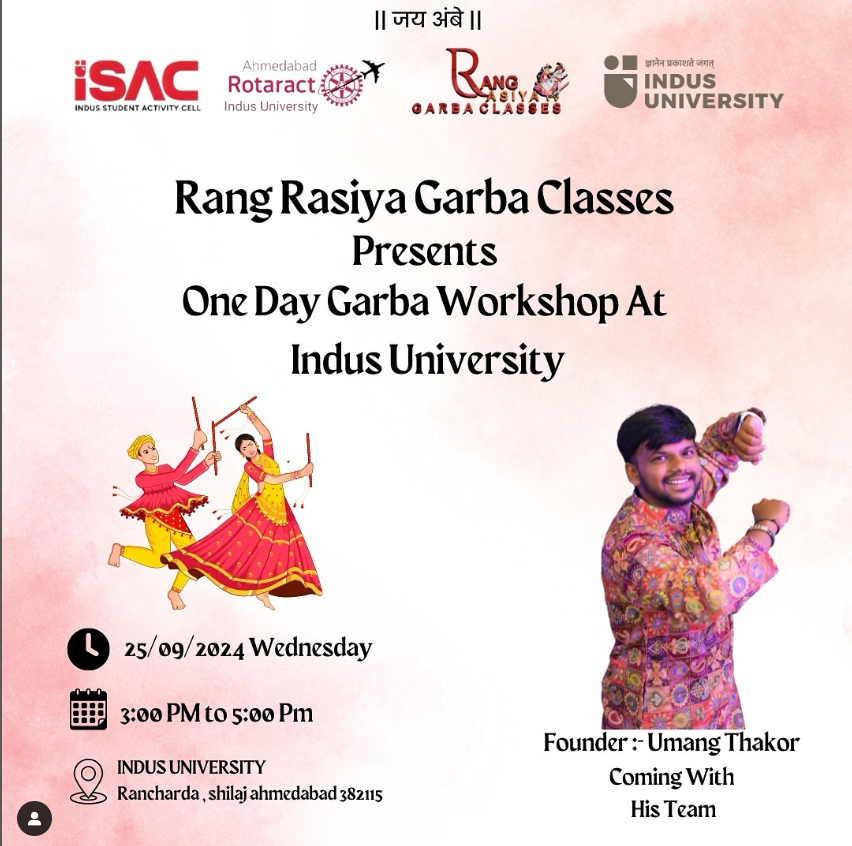 || जय अंबे ||
iSAC
INDUS STUDENT ACTIVITY CELL
Ahmedabad
Rotaract
Indus University
RANG
RASIYA
GARBA CLASSES
ज्ञानेन प्रकाशते जगत्
INDUS
UNIVERSITY
Rang Rasiya Garba Classes
Presents
One Day Garba Workshop At
Indus University
25/09/2024 Wednesday
3:00 PM to 5:00 Pm
INDUS UNIVERSITY
Rancharda , shilaj ahmedabad 382115
Founder :- Umang Thakor
Coming With
His Team